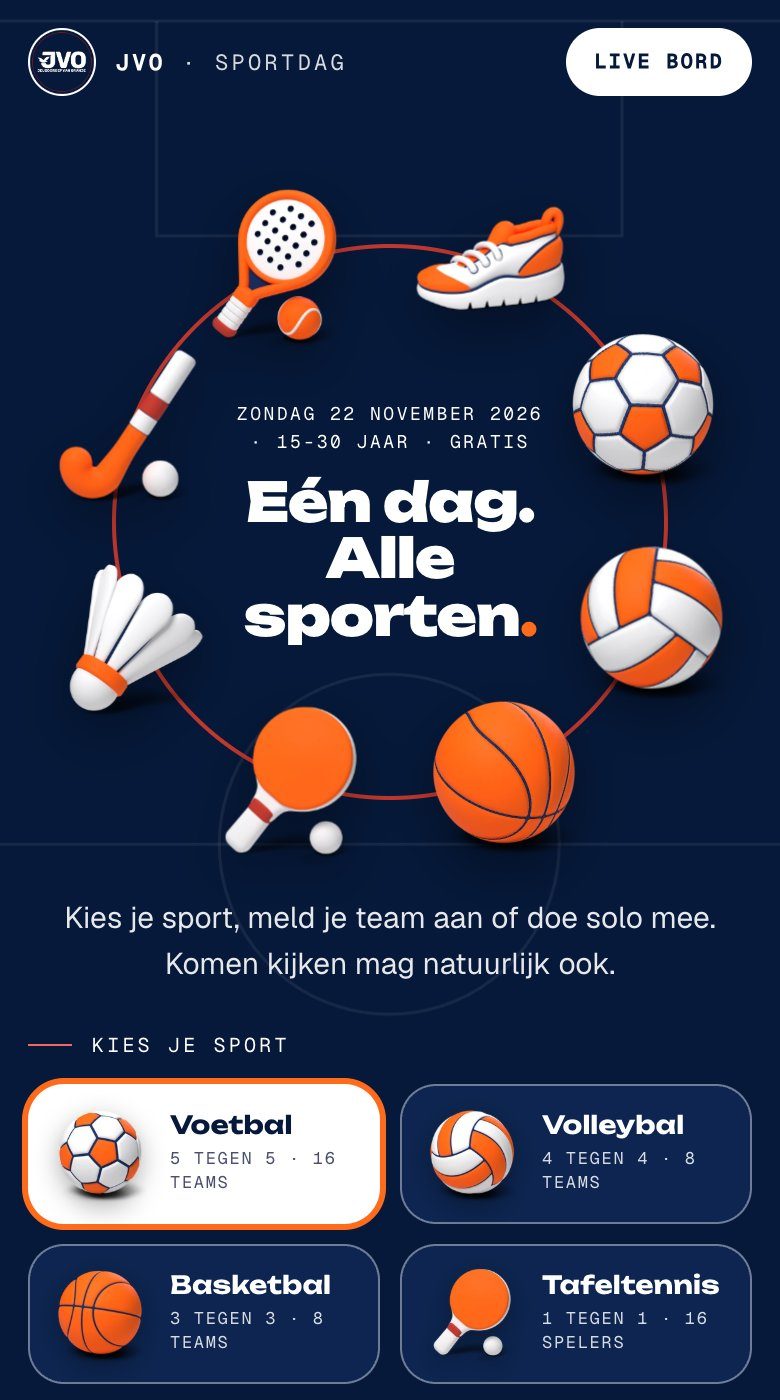 JVO
JVO · SPORTDAG
LIVE BORD
ZONDAG 22 NOVEMBER 2026
· 15-30 JAAR · GRATIS
Eén dag.
Alle
sporten.
Kies je sport, meld je team aan of doe solo mee.
Komen kijken mag natuurlijk ook.
KIES JE SPORT
Voetbal
5 TEGEN 5 · 16
TEAMS
Volleybal
4 TEGEN 4 · 8
TEAMS
Basketbal
3 TEGEN 3 · 8
TEAMS
Tafeltennis
1 TEGEN 1 · 16
SPELERS